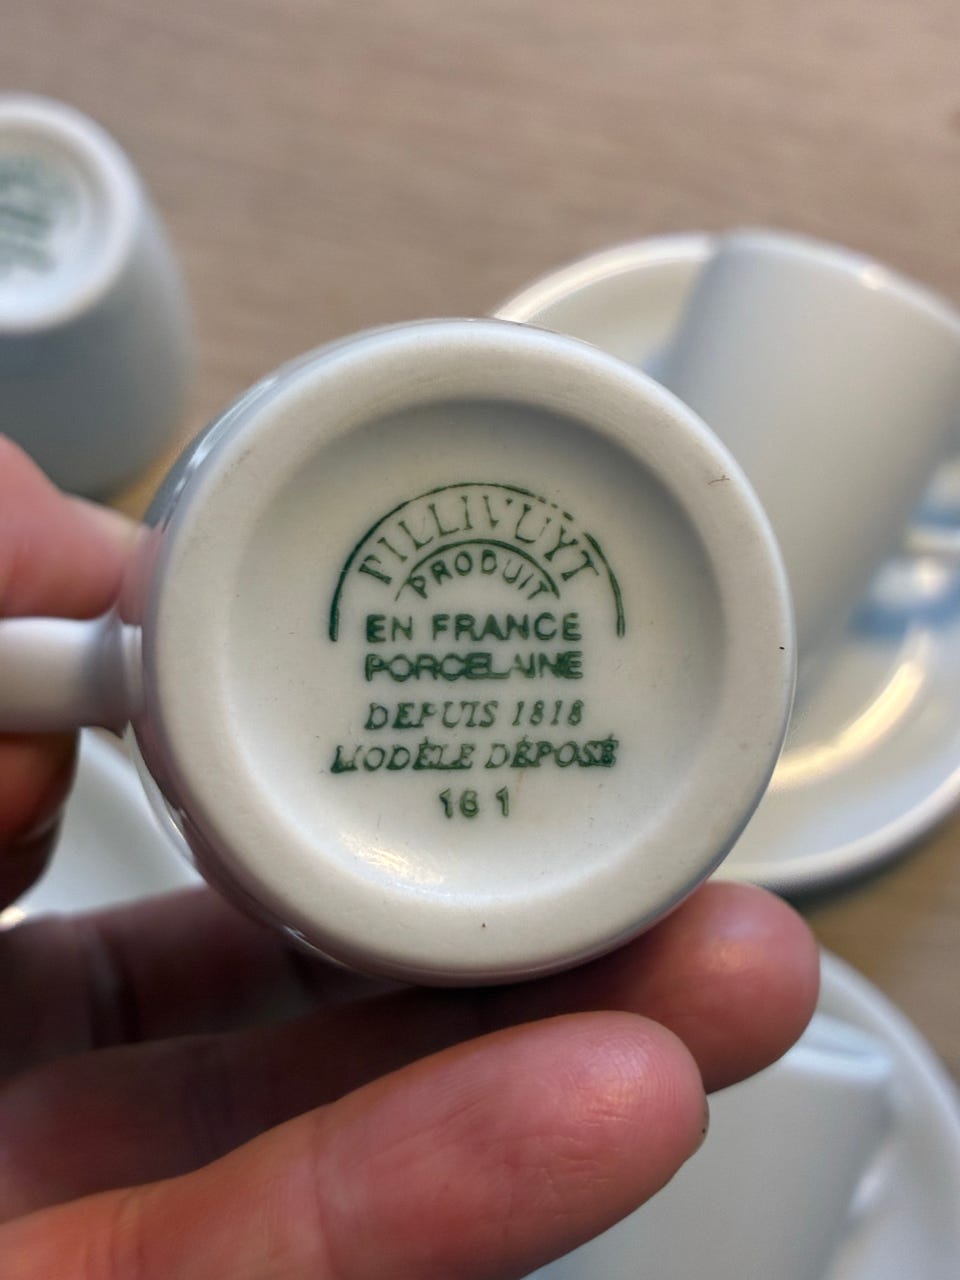 PILLIVUYT
PRODUIT
EN FRANCE
PORCELAINE
DEPUIS 1818
MODÈLE DÉPOSÉ
161